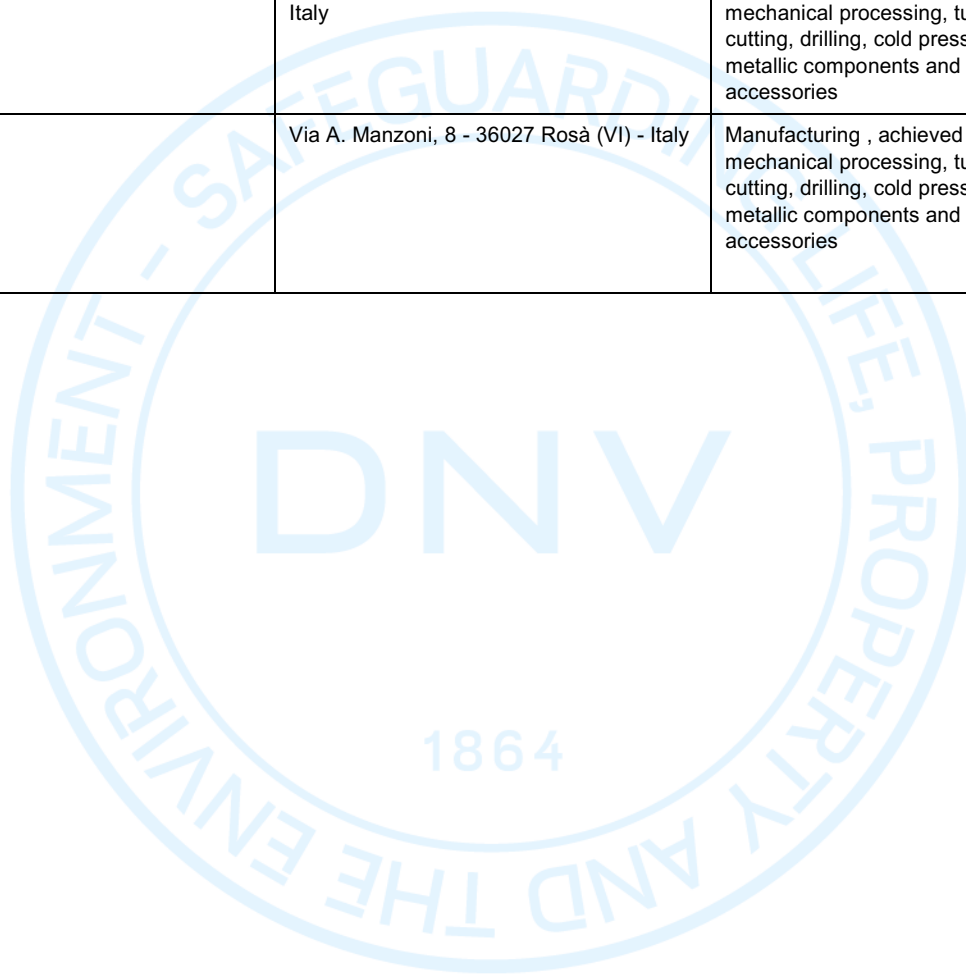 Italy
mechanical processing,
cutting, drilling, cold
metallic components and
accessories
Via A. Manzoni, 8 - 36027 Rosà (VI) - Italy
Manufacturing , achieved
mechanical processing,
cutting, drilling, cold
metallic components and
accessories
SAFEGUARDING LIFE, PROPERTY AND THE ENVIRONMENT -
DNV
1864